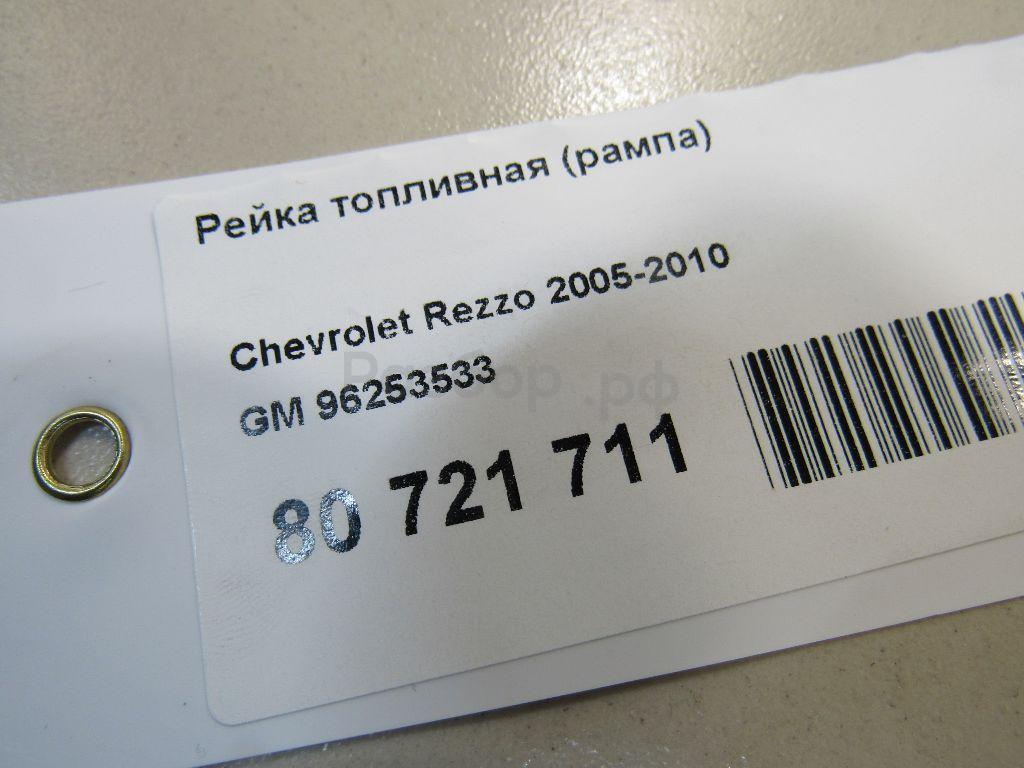 Рейка топливная (рампа)
Chevrolet Rezzo 2005-2010
GM 96253533
80 721 711